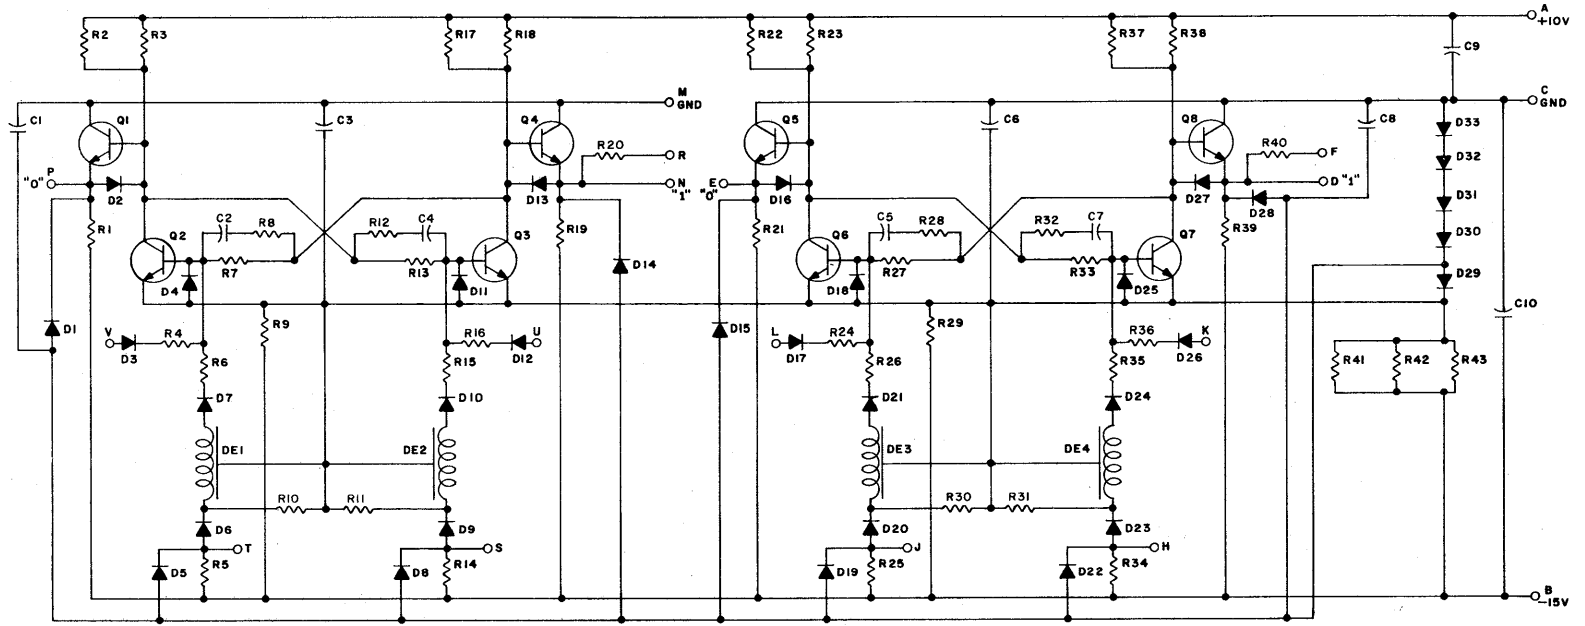 A
+10V
R2
R3
R17
R18
R22
R23
R37
R38
C9
M
GND
C
GND
C1
Q1
C3
Q4
R20
R
Q5
C6
Q8
R40
F
C8
D33
D32
P
"0"
D2
D13
N
"1"
E
"0"
D16
D27
D28
D "1"
D31
R1
C2
R8
R12
C4
R19
R21
C5
R28
R32
C7
R39
D30
Q2
R7
R13
Q3
D14
Q6
R27
R33
Q7
D29
D4
D11
D18
D25
C10
D1
V
D3
R4
R9
R16
U
D12
D15
L
D17
R24
R29
R36
K
D26
R6
R15
R26
R35
R41
R42
R43
D7
D10
D21
D24
DE1
DE2
DE3
DE4
R10
R11
R30
R31
D6
D9
D20
D23
T
S
J
H
D5
R5
D8
R14
D19
R25
D22
R34
B
-15V